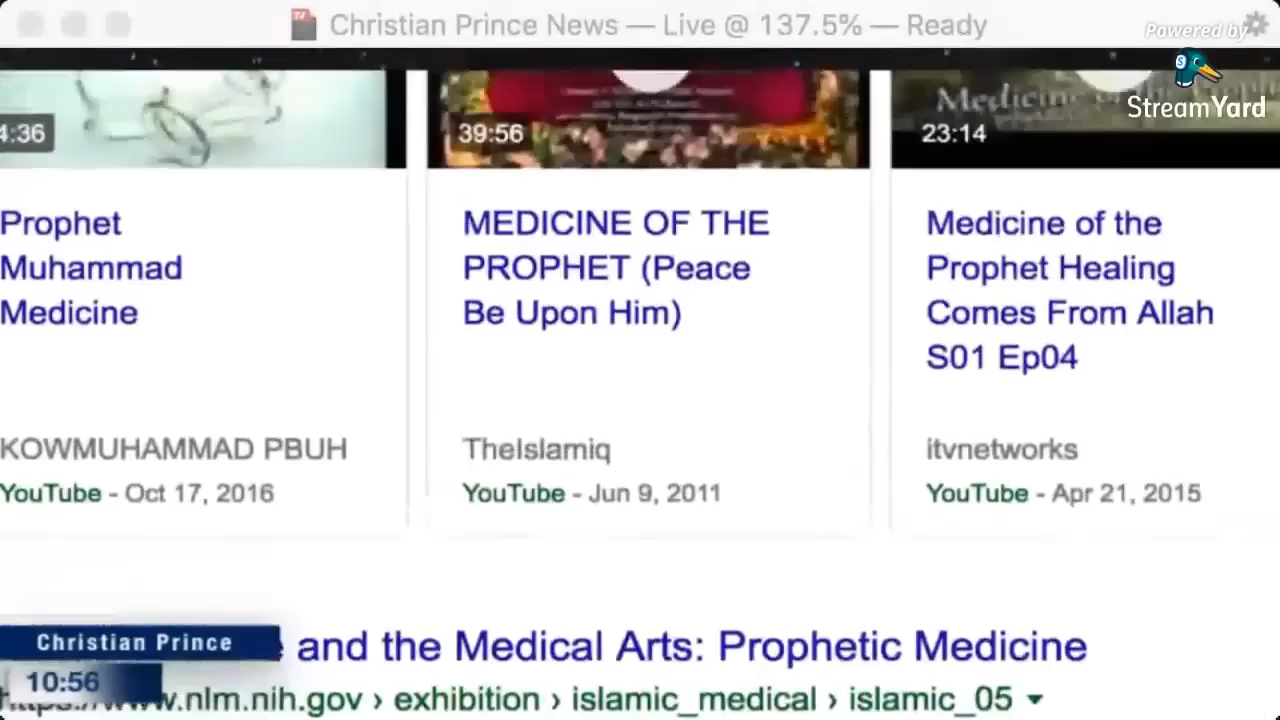 Christian Prince News — Live @ 137.5% — Ready
Powered by
StreamYard
4:36
39:56
23:14
Prophet
Muhammad
Medicine
KOWMUHAMMAD PBUH
YouTube - Oct 17, 2016
MEDICINE OF THE
PROPHET (Peace
Be Upon Him)
TheIslamiq
YouTube - Jun 9, 2011
Medicine of the
Prophet Healing
Comes From Allah
S01 Ep04
itvnetworks
YouTube - Apr 21, 2015
Christian Prince
10:56
and the Medical Arts: Prophetic Medicine
https://www.nlm.nih.gov › exhibition › islamic_medical › islamic_05